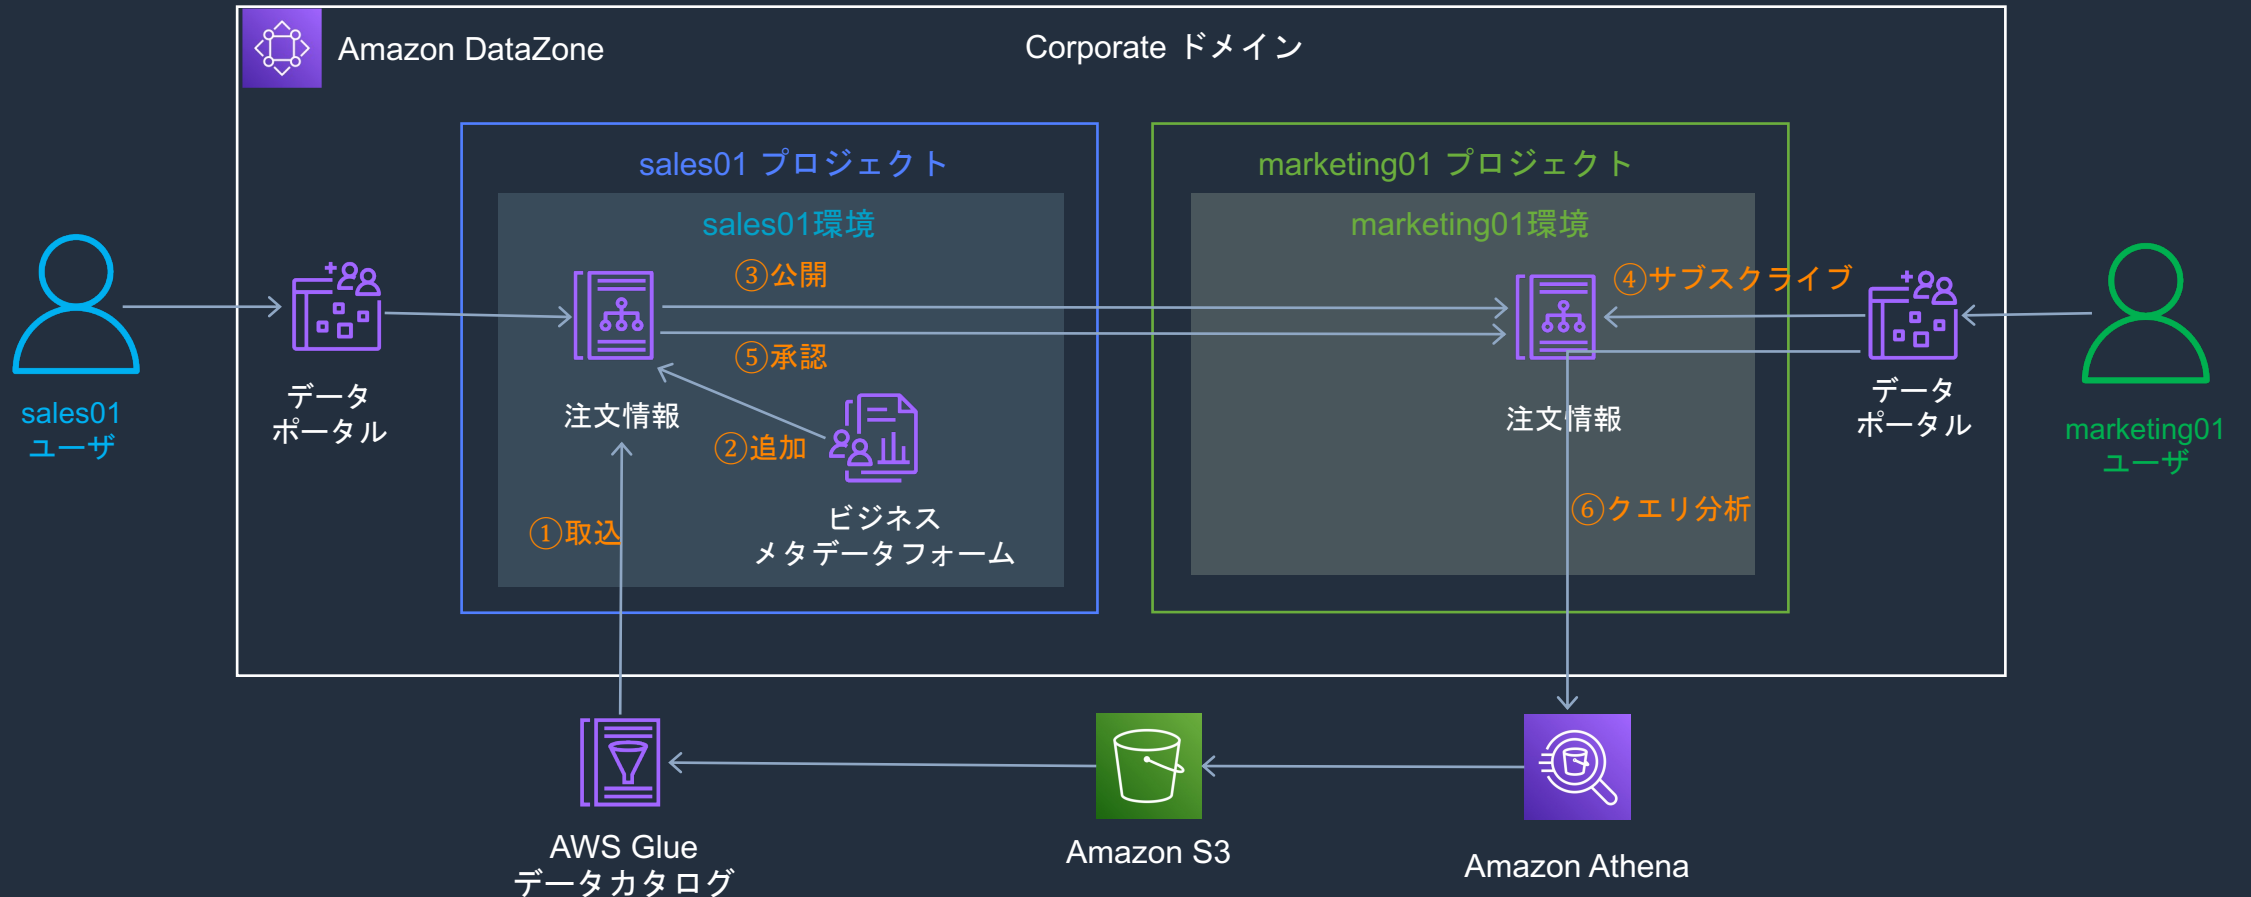 Amazon DataZone
Corporate ドメイン
sales01 プロジェクト
marketing01 プロジェクト
sales01環境
marketing01環境
③公開
④サブスクライブ
⑤承認
データ
ポータル
sales01
ユーザ
注文情報
②追加
注文情報
データ
ポータル
marketing01
ユーザ
①取込
ビジネス
メタデータフォーム
⑥クエリ分析
AWS Glue
データカタログ
Amazon S3
Amazon Athena